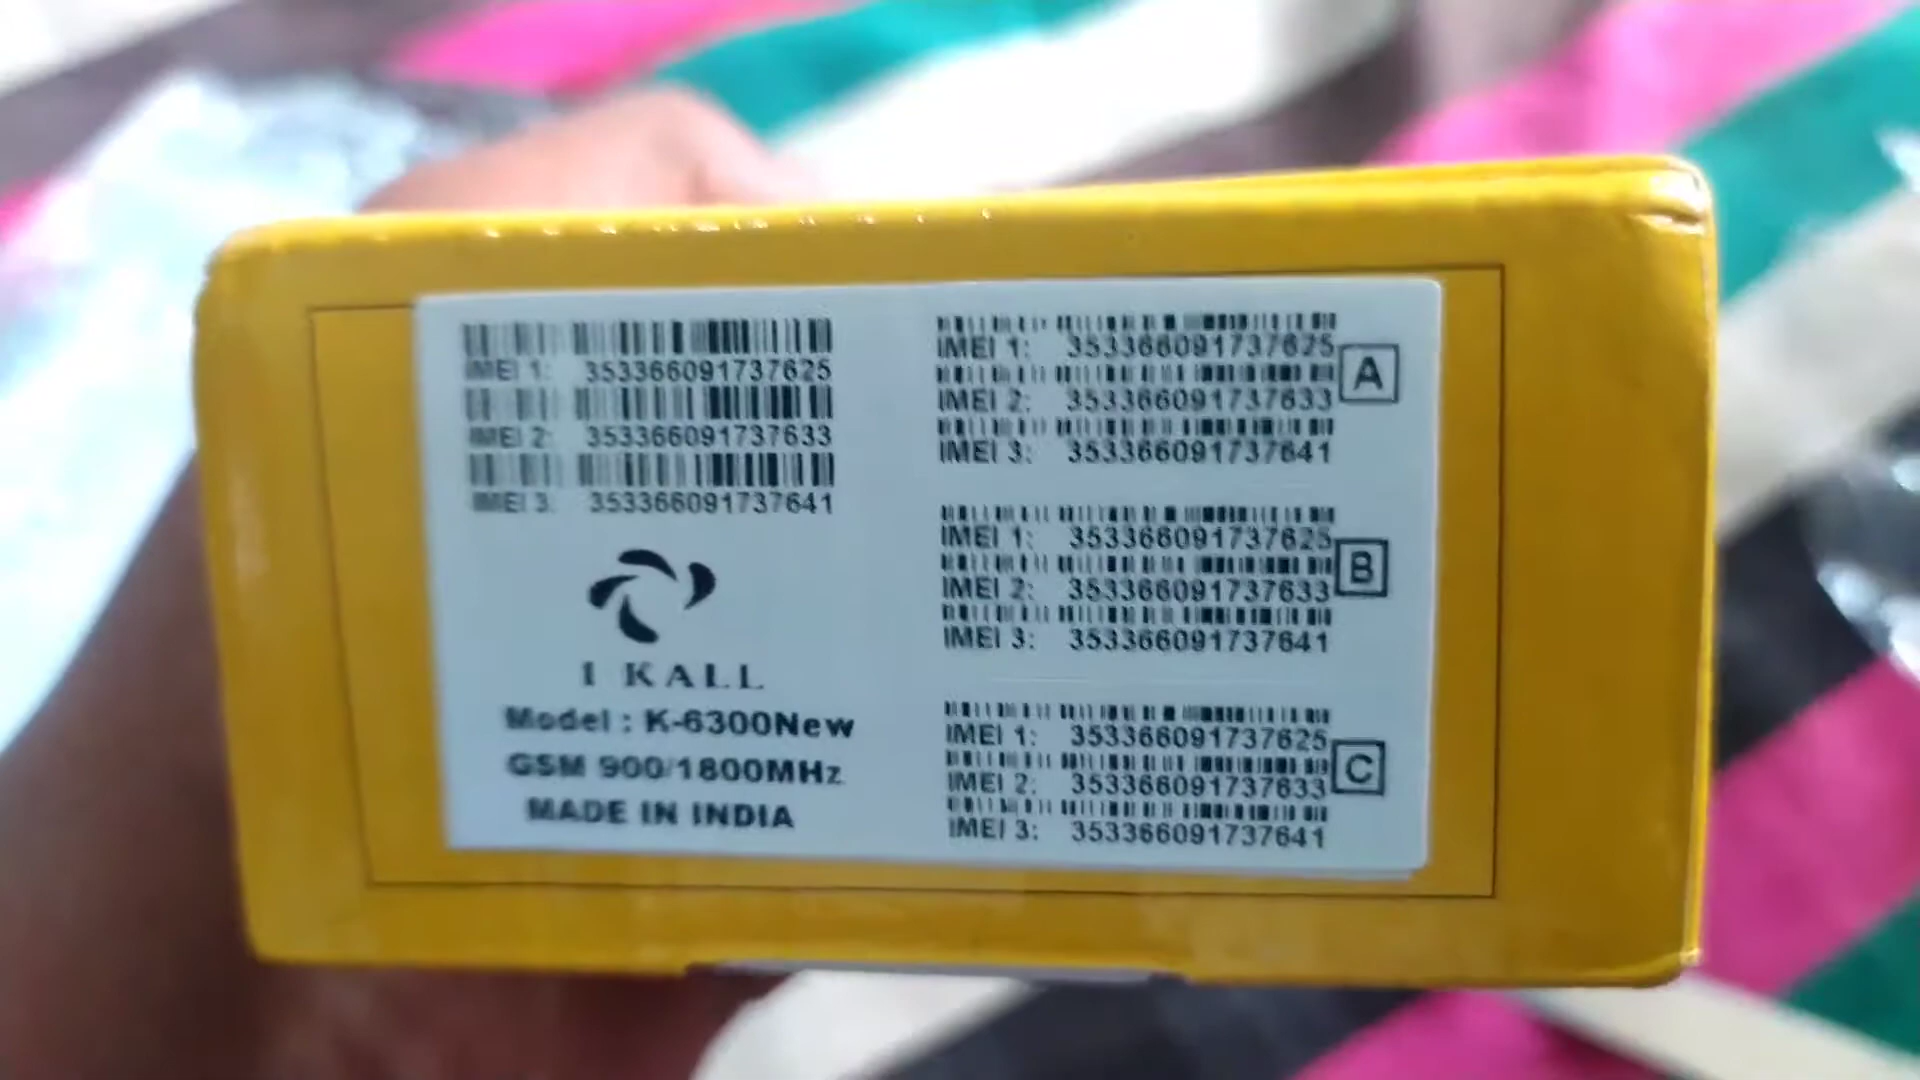 IMEI 1: 353366091737625
IMEI 2: 353366091737633
IMEI 3: 353366091737641
I KALL
Model : K-6300New
GSM 900/1800MHz
MADE IN INDIA
IMEI 1: 353366091737625
IMEI 2: 353366091737633
IMEI 3: 353366091737641
A
IMEI 1: 353366091737625
IMEI 2: 353366091737633
IMEI 3: 353366091737641
B
IMEI 1: 353366091737625
IMEI 2: 353366091737633
IMEI 3: 353366091737641
C